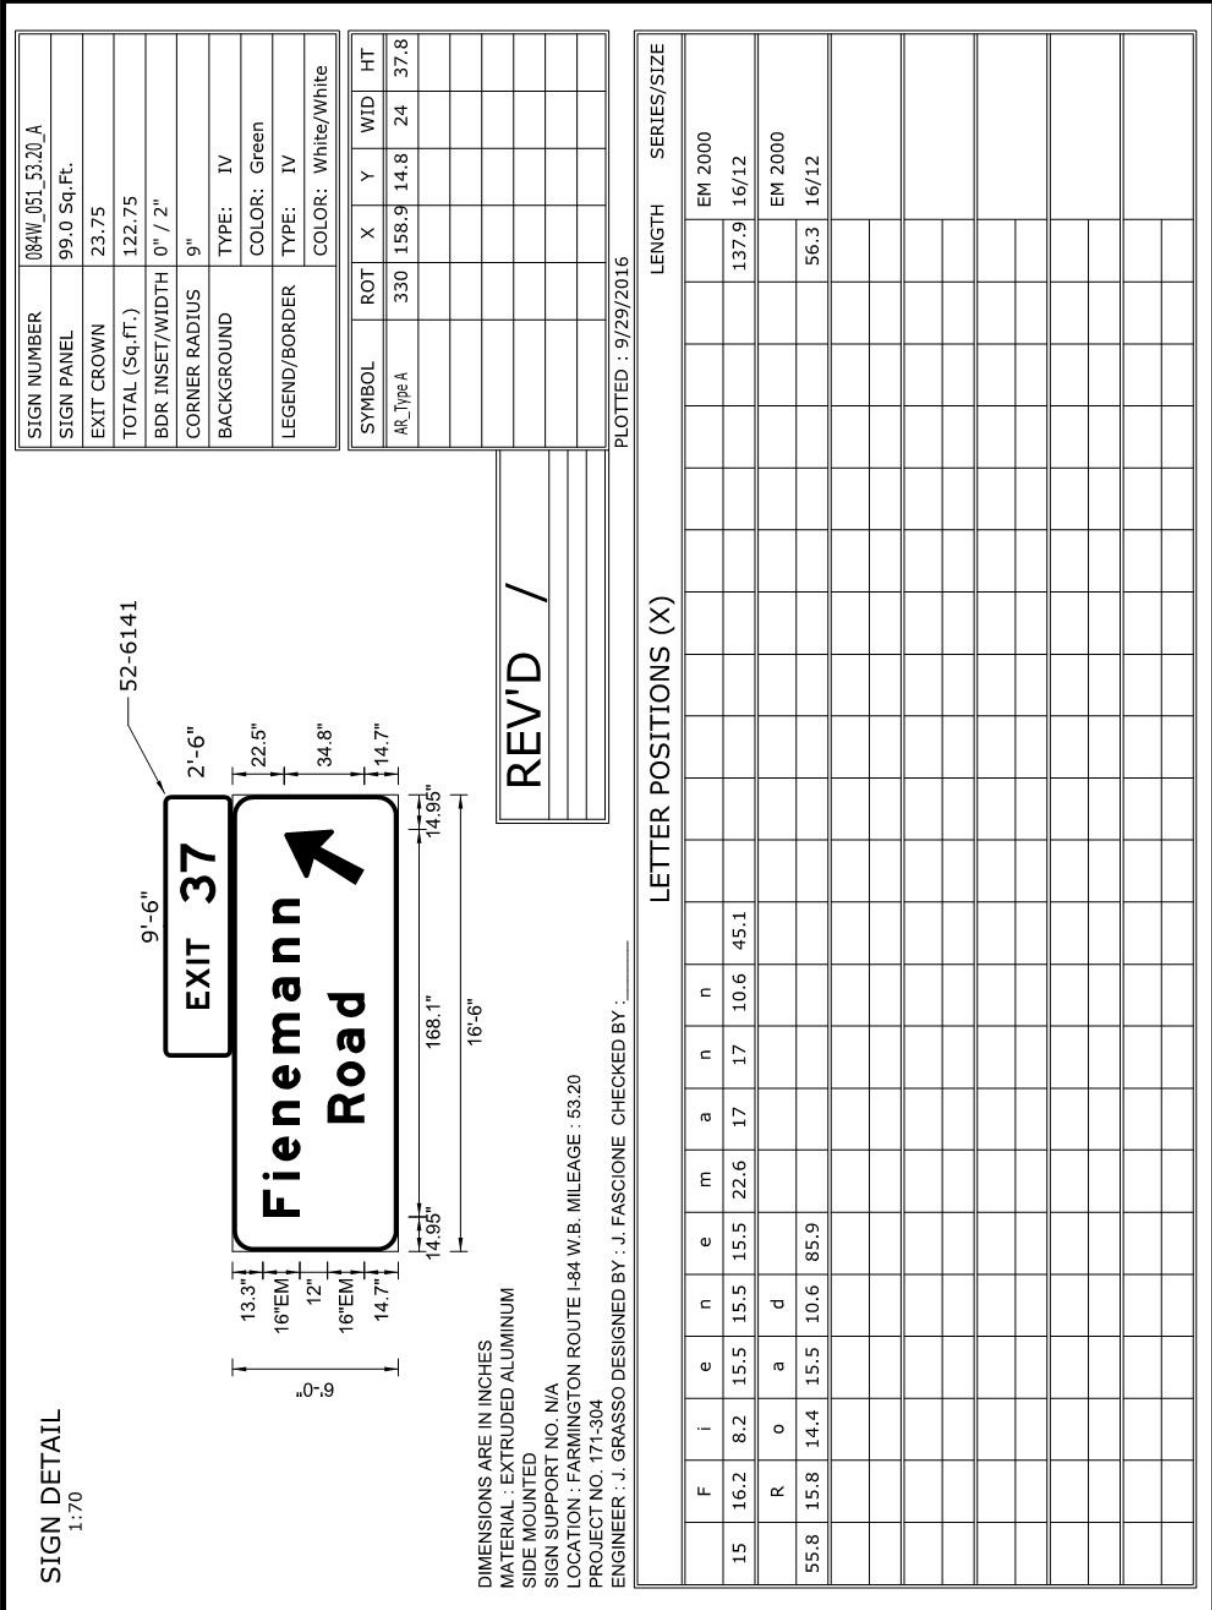 SIGN DETAIL
1:70
52-6141
9'-6"
2'-6"
EXIT 37
Fienemann
Road
13.3"
16"EM
12"
16"EM
14.7"
6'-0"
22.5"
34.8"
14.7"
14.95" 168.1" 14.95"
16'-6"
SIGN NUMBER 084W_051_53.20_A
SIGN PANEL 99.0 Sq.Ft.
EXIT CROWN 23.75
TOTAL (Sq.fT.) 122.75
BDR INSET/WIDTH 0" / 2"
CORNER RADIUS 9"
BACKGROUND TYPE: IV
COLOR: Green
LEGEND/BORDER TYPE: IV
COLOR: White/White
SYMBOL ROT X Y WID HT
AR_Type A 330 158.9 14.8 24 37.8
REV'D /
DIMENSIONS ARE IN INCHES
MATERIAL : EXTRUDED ALUMINUM
SIDE MOUNTED
SIGN SUPPORT NO. N/A
LOCATION : FARMINGTON ROUTE I-84 W.B. MILEAGE : 53.20
PROJECT NO. 171-304
ENGINEER : J. GRASSO DESIGNED BY : J. FASCIONE CHECKED BY :______
PLOTTED : 9/29/2016
LETTER POSITIONS (X) LENGTH SERIES/SIZE
F i e n e m a n n EM 2000
15 16.2 8.2 15.5 15.5 15.5 22.6 17 17 10.6 45.1 137.9 16/12
R o a d EM 2000
55.8 15.8 14.4 15.5 10.6 85.9 56.3 16/12